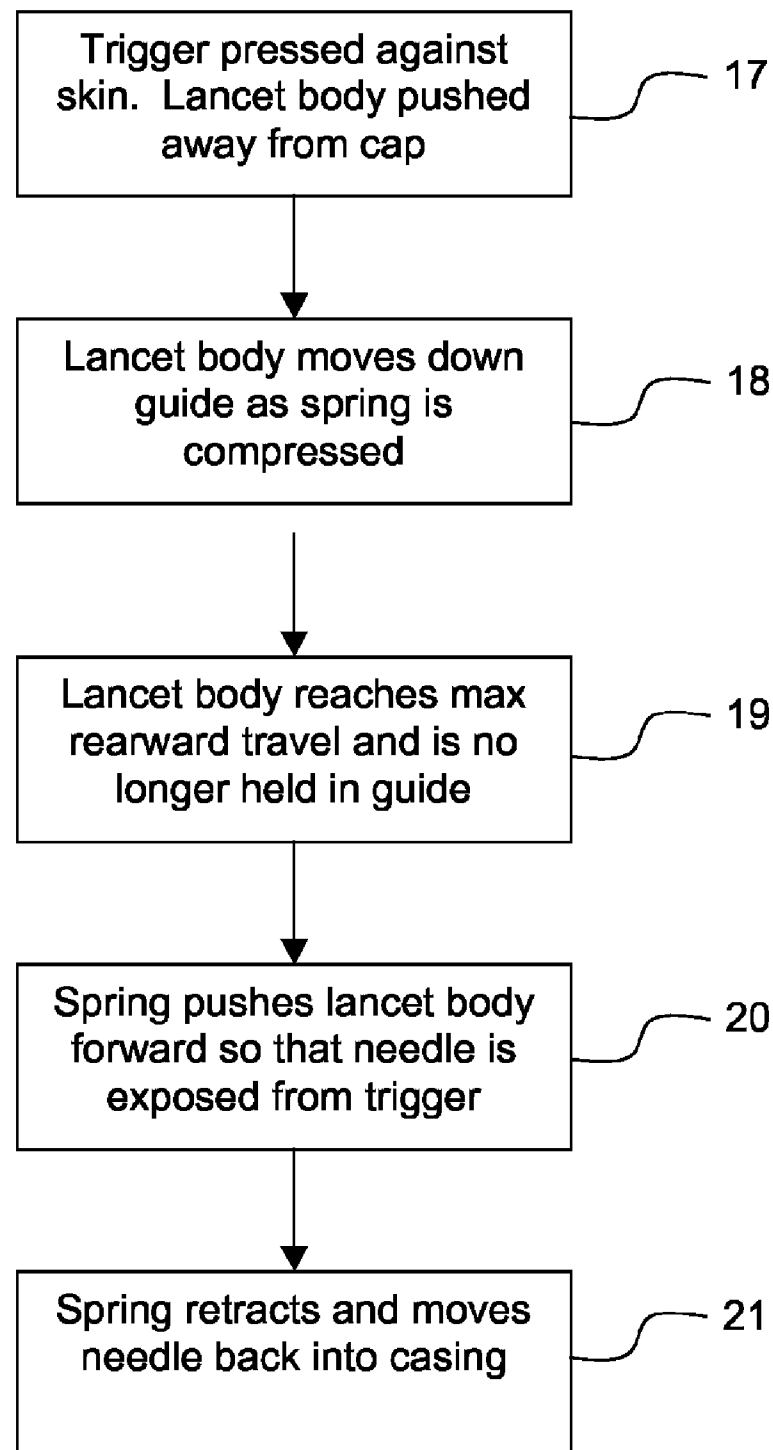 Trigger pressed against
skin.  Lancet body pushed
away from cap
17
Lancet body moves down
guide as spring is
compressed
18
Lancet body reaches max
rearward travel and is no
longer held in guide
19
Spring pushes lancet body
forward so that needle is
exposed from trigger
20
Spring retracts and moves
needle back into casing
21